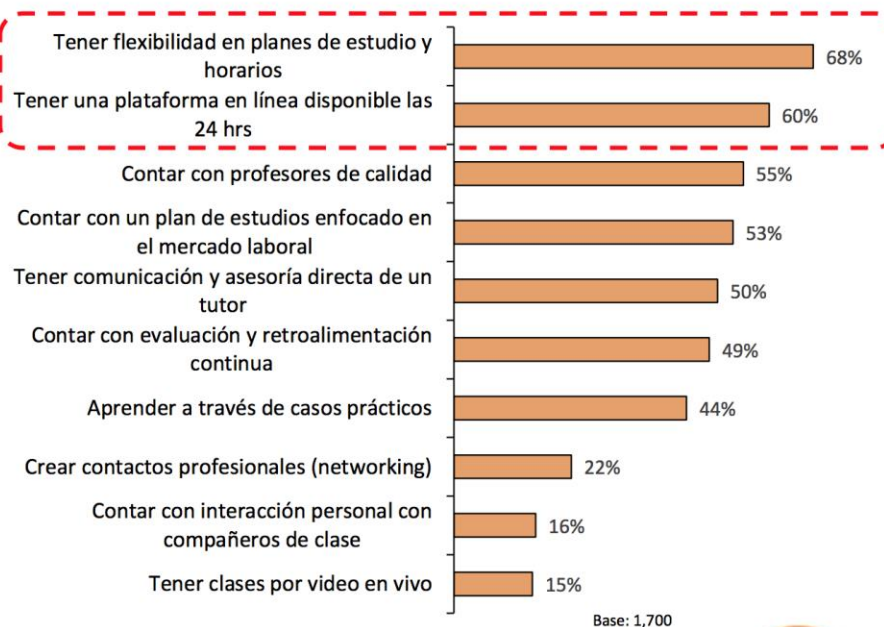 Tener flexibilidad en planes de estudio y
horarios
68%
Tener una plataforma en línea disponible las
24 hrs
60%
Contar con profesores de calidad
55%
Contar con un plan de estudios enfocado en
el mercado laboral
53%
Tener comunicación y asesoría directa de un
tutor
50%
Contar con evaluación y retroalimentación
continua
49%
Aprender a través de casos prácticos
44%
Crear contactos profesionales (networking)
22%
Contar con interacción personal con
compañeros de clase
16%
Tener clases por video en vivo
15%
Base: 1,700